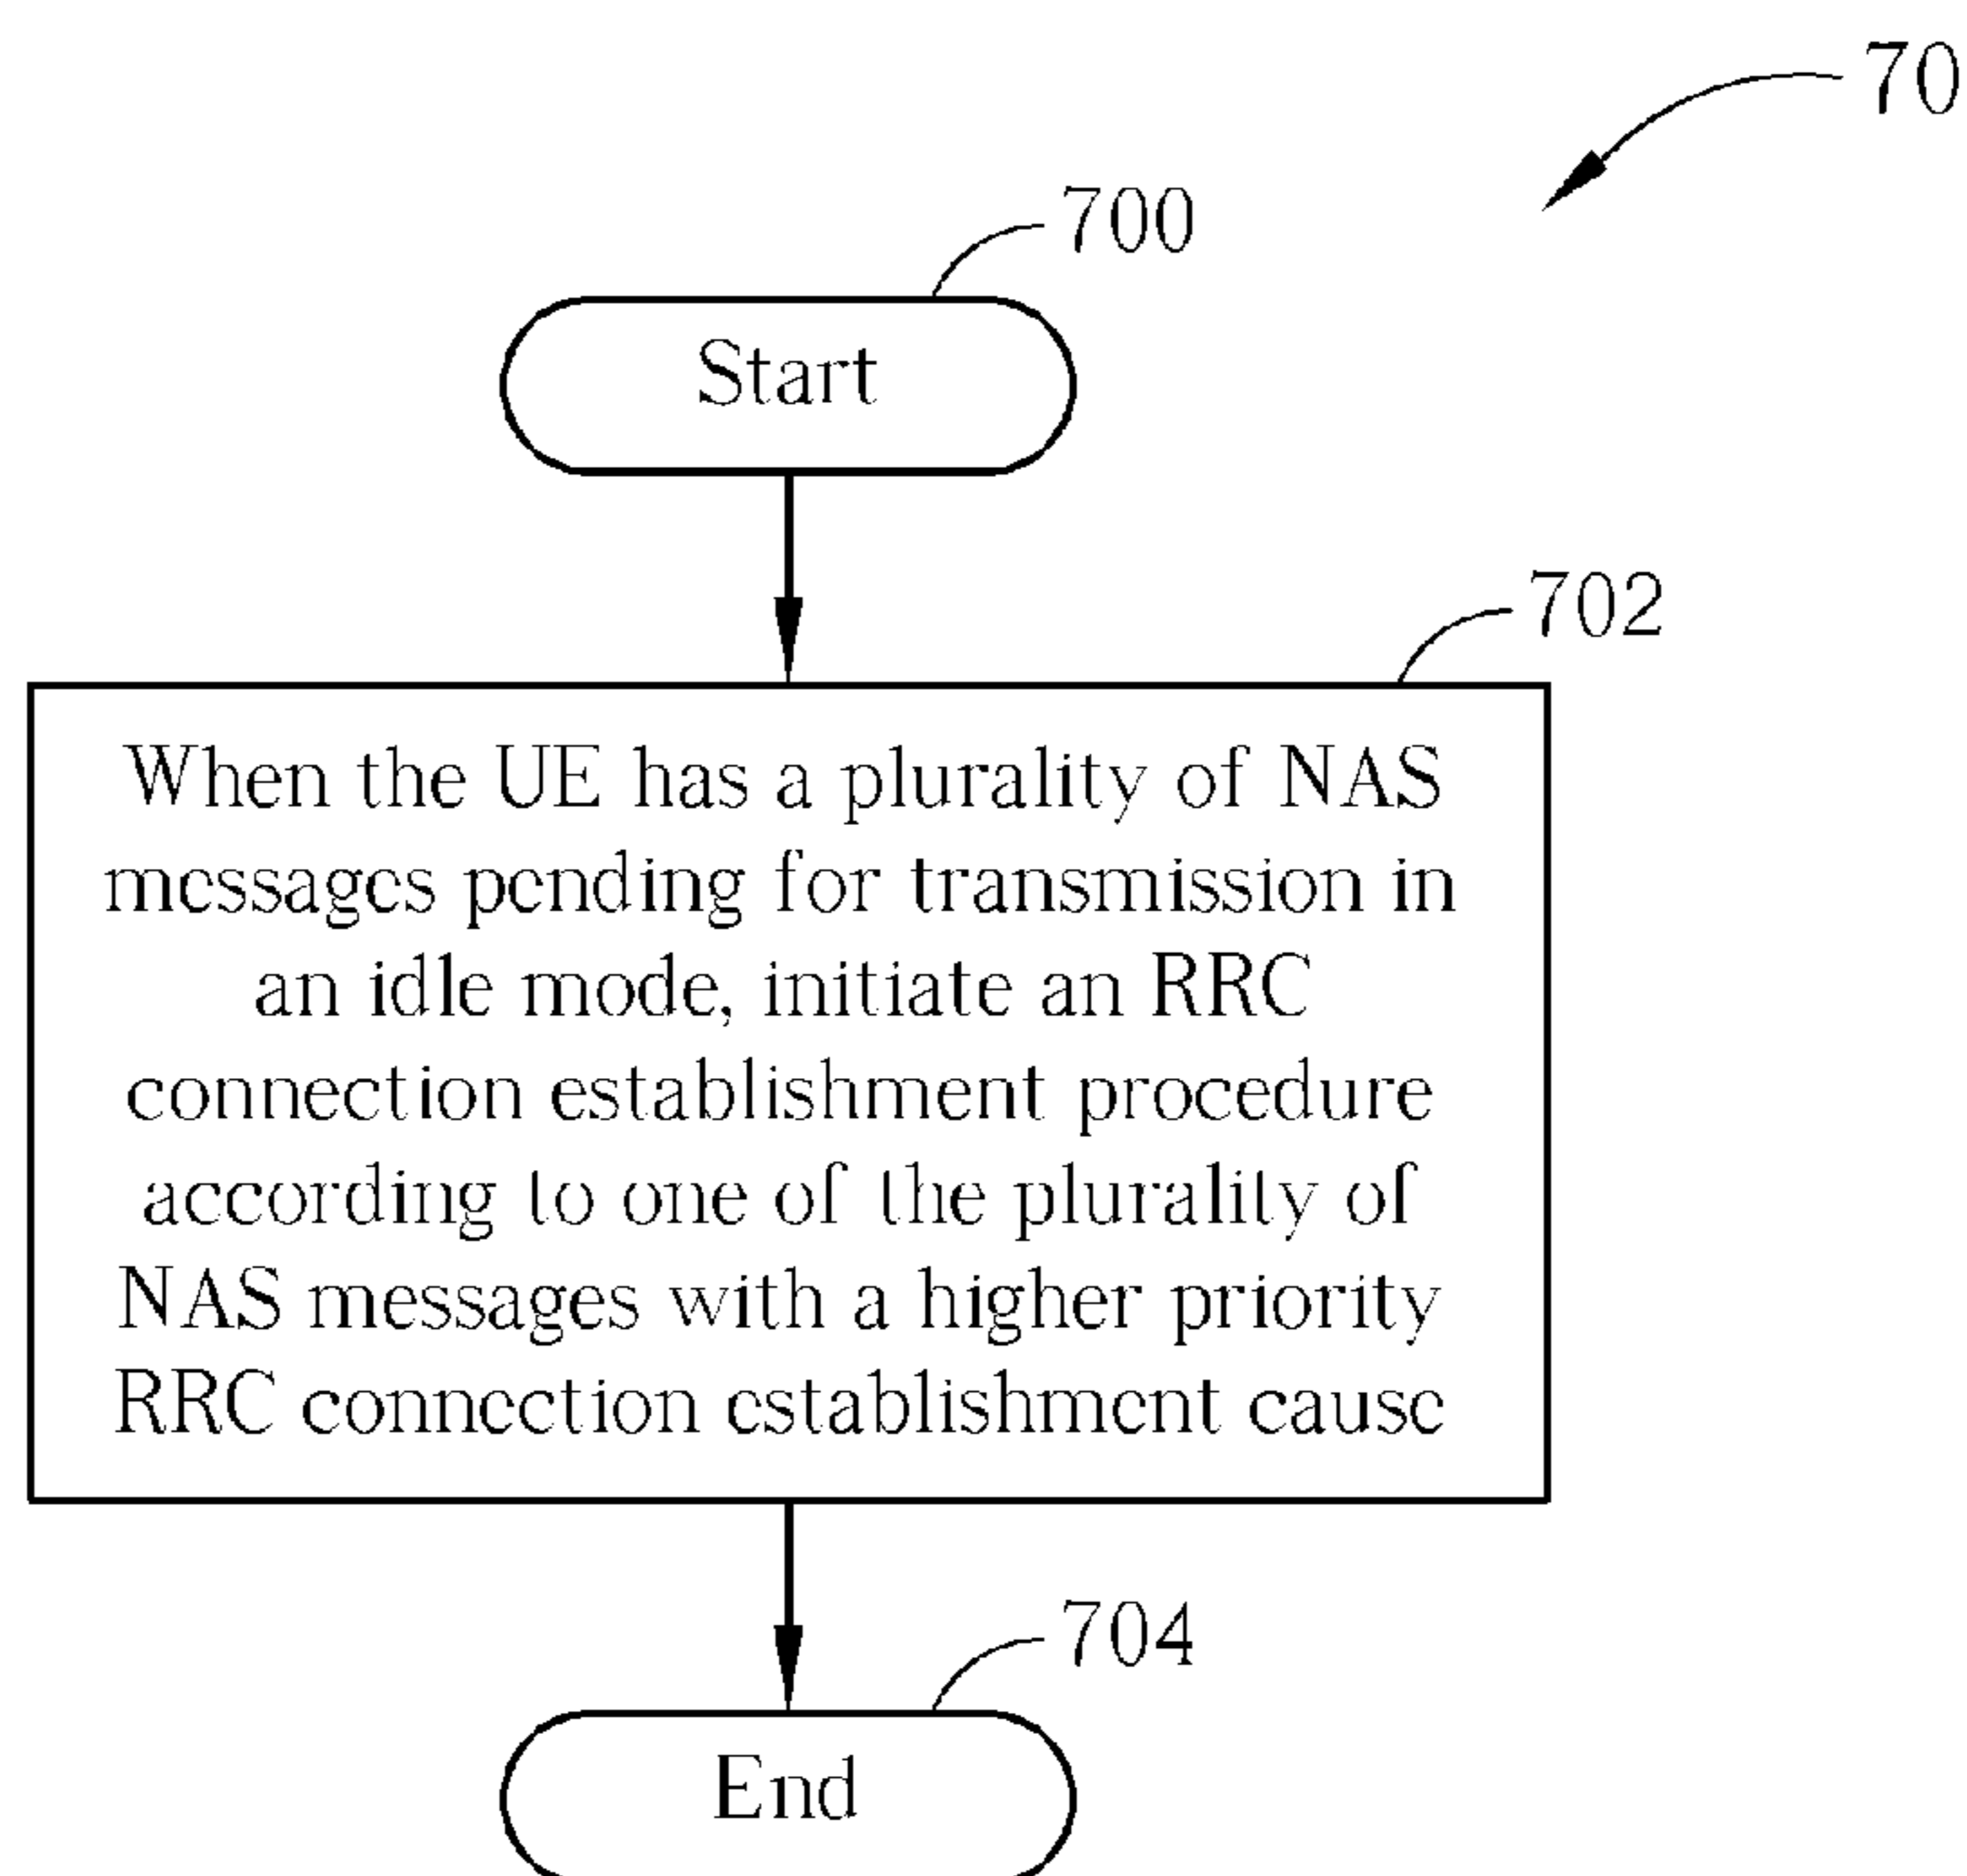 70
700
Start
702
When the UE has a plurality of NAS
messages pending for transmission in
an idle mode, initiate an RRC
connection establishment procedure
according to one of the plurality of
NAS messages with a higher priority
RRC connection establishment cause
704
End